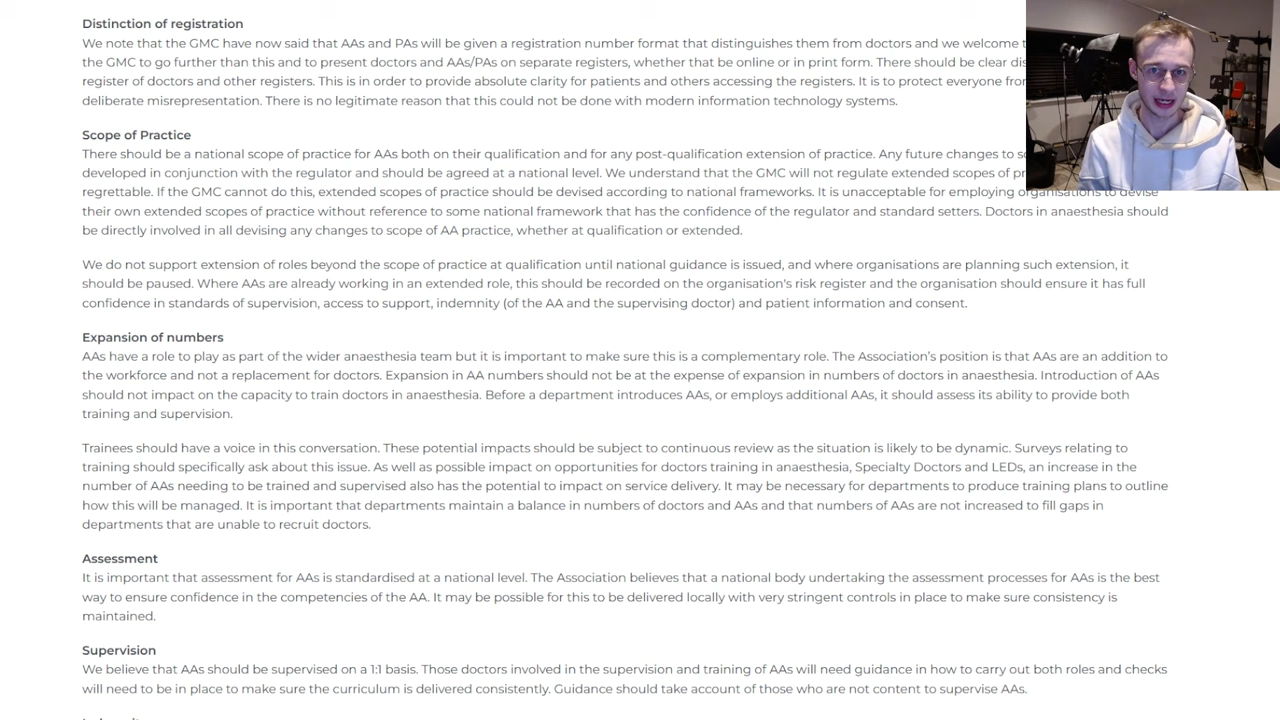 Distinction of registration
We note that the GMC have now said that AAs and PAs will be given a registration number format that distinguishes them from doctors and we welcome
the GMC to go further than this and to present doctors and AAs/PAs on separate registers, whether that be online or in print form. There should be clear
register of doctors and other registers. This is in order to provide absolute clarity for patients and others accessing the registers. It is to protect everyone
deliberate misrepresentation. There is no legitimate reason that this could not be done with modern information technology systems.
Scope of Practice
There should be a national scope of practice for AAs both on their qualification and for any post-qualification extension of practice. Any future changes to
developed in conjunction with the regulator and should be agreed at a national level. We understand that the GMC will not regulate extended scopes of
regrettable. If the GMC cannot do this, extended scopes of practice should be devised according to national frameworks. It is unacceptable for employing organisations to devise
their own extended scopes of practice without reference to some national framework that has the confidence of the regulator and standard setters. Doctors in anaesthesia should
be directly involved in all devising any changes to scope of AA practice, whether at qualification or extended.
We do not support extension of roles beyond the scope of practice at qualification until national guidance is issued, and where organisations are planning such extension, it
should be paused. Where AAs are already working in an extended role, this should be recorded on the organisation's risk register and the organisation should ensure it has full
confidence in standards of supervision, access to support, indemnity (of the AA and the supervising doctor) and patient information and consent.
Expansion of numbers
AAs have a role to play as part of the wider anaesthesia team but it is important to make sure this is a complementary role. The Association's position is that AAs are an addition to
the workforce and not a replacement for doctors. Expansion in AA numbers should not be at the expense of expansion in numbers of doctors in anaesthesia. Introduction of AAs
should not impact on the capacity to train doctors in anaesthesia. Before a department introduces AAs, or employs additional AAs, it should assess its ability to provide both
training and supervision.
Trainees should have a voice in this conversation. These potential impacts should be subject to continuous review as the situation is likely to be dynamic. Surveys relating to
training should specifically ask about this issue. As well as possible impact on opportunities for doctors training in anaesthesia, Specialty Doctors and LEDs, an increase in the
number of AAs needing to be trained and supervised also has the potential to impact on service delivery. It may be necessary for departments to produce training plans to outline
how this will be managed. It is important that departments maintain a balance in numbers of doctors and AAs and that numbers of AAs are not increased to fill gaps in
departments that are unable to recruit doctors.
Assessment
It is important that assessment for AAs is standardised at a national level. The Association believes that a national body undertaking the assessment processes for AAs is the best
way to ensure confidence in the competencies of the AA. It may be possible for this to be delivered locally with very stringent controls in place to make sure consistency is
maintained.
Supervision
We believe that AAs should be supervised on a 1:1 basis. Those doctors involved in the supervision and training of AAs will need guidance in how to carry out both roles and checks
will need to be in place to make sure the curriculum is delivered consistently. Guidance should take account of those who are not content to supervise AAs.